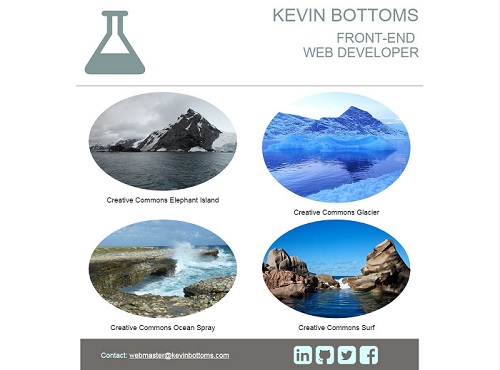 KEVIN BOTTOMS
FRONT-END
WEB DEVELOPER
Creative Commons Elephant Island
Creative Commons Glacier
Creative Commons Ocean Spray
Creative Commons Surf
Contact: webmaster@kevinbottoms.com